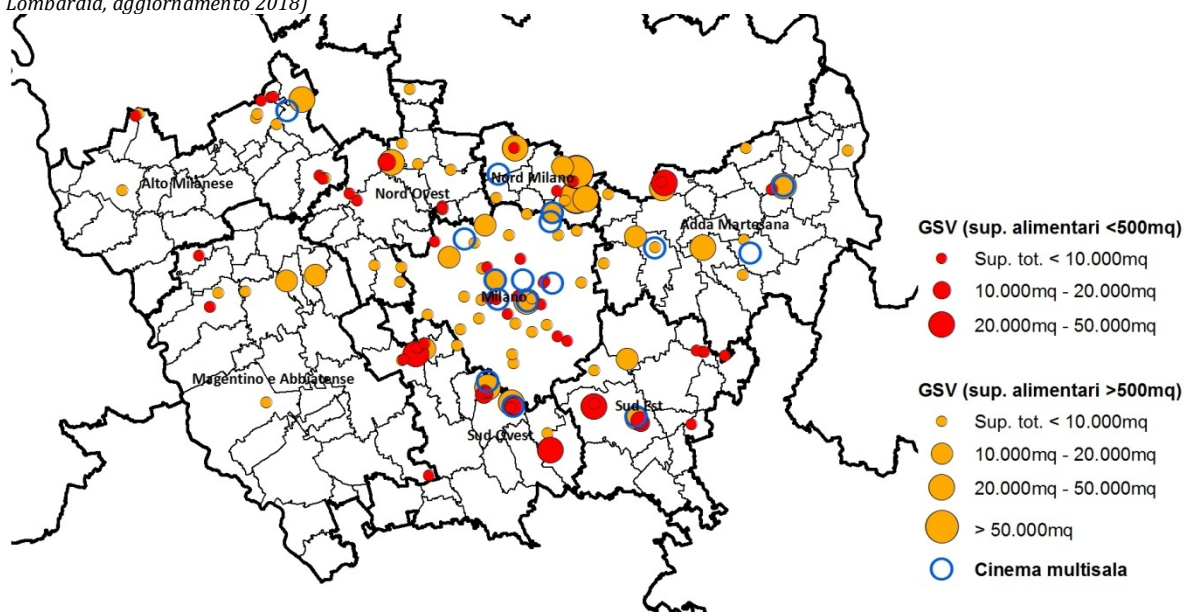 Lombardia, aggiornamento 2018)
Alto Milanese
Nord Ovest
Nord Milano
Adda Martesana
Milano
Magentino e Abbiatense
Sud Ovest
Sud Est
GSV (sup. alimentari <500mq)
Sup. tot. < 10.000mq
10.000mq - 20.000mq
20.000mq - 50.000mq
GSV (sup. alimentari >500mq)
Sup. tot. < 10.000mq
10.000mq - 20.000mq
20.000mq - 50.000mq
> 50.000mq
Cinema multisala